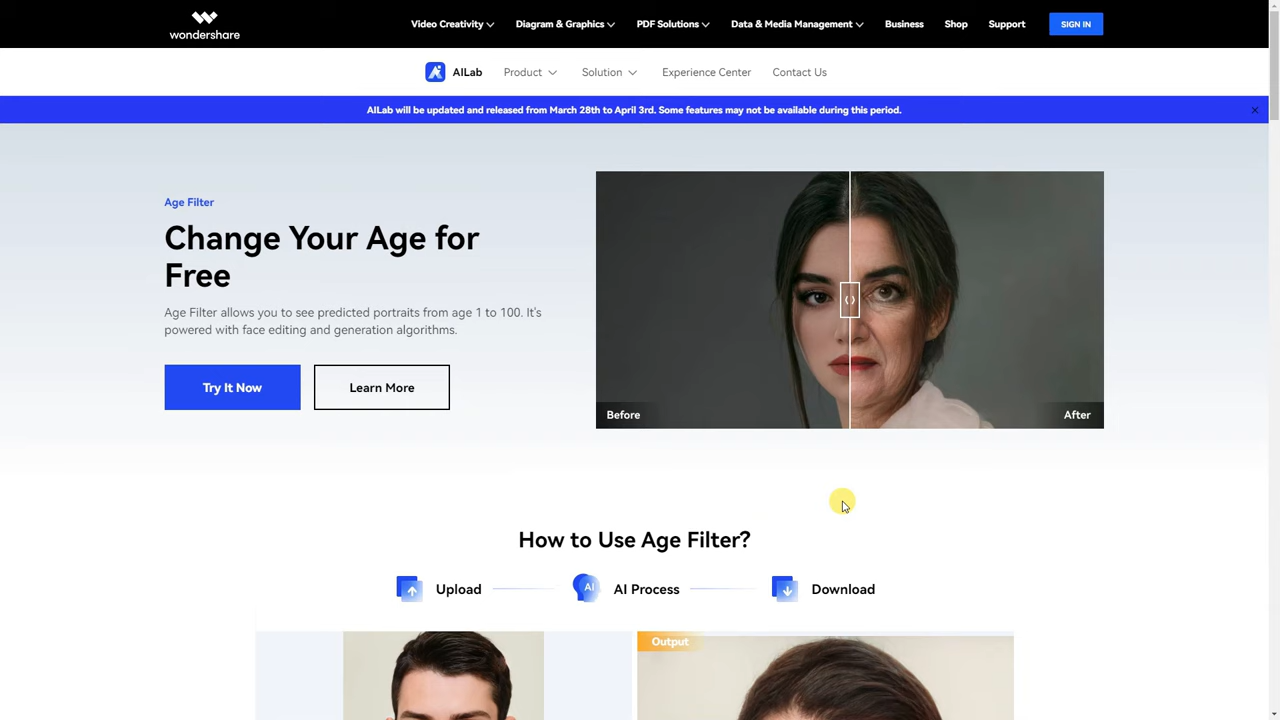 wondershare
Video Creativity
Diagram & Graphics
PDF Solutions
Data & Media Management
Business
Shop
Support
SIGN IN
AILab
Product
Solution
Experience Center
Contact Us
AILab will be updated and released from March 28th to April 3rd. Some features may not be available during this period.
Age Filter
Change Your Age for
Free
Age Filter allows you to see predicted portraits from age 1 to 100. It's
powered with face editing and generation algorithms.
Try It Now
Learn More
Before
After
How to Use Age Filter?
Upload
AI
AI Process
Download
Output